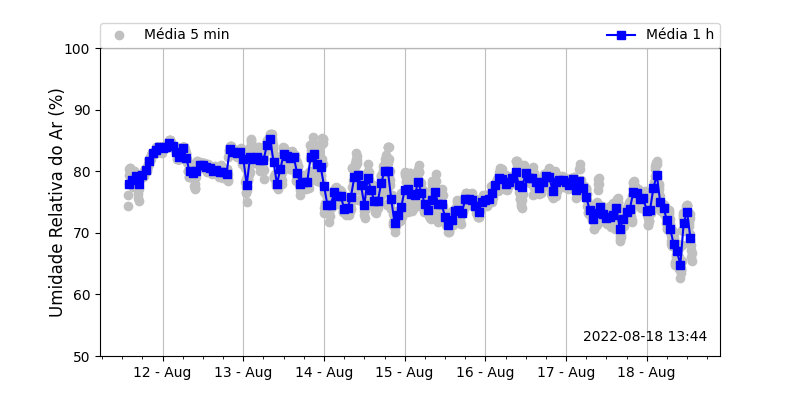 Média 5 min
Média 1 h
Umidade Relativa do Ar (%)
100
90
80
70
60
50
2022-08-18 13:44
12 - Aug
13 - Aug
14 - Aug
15 - Aug
16 - Aug
17 - Aug
18 - Aug